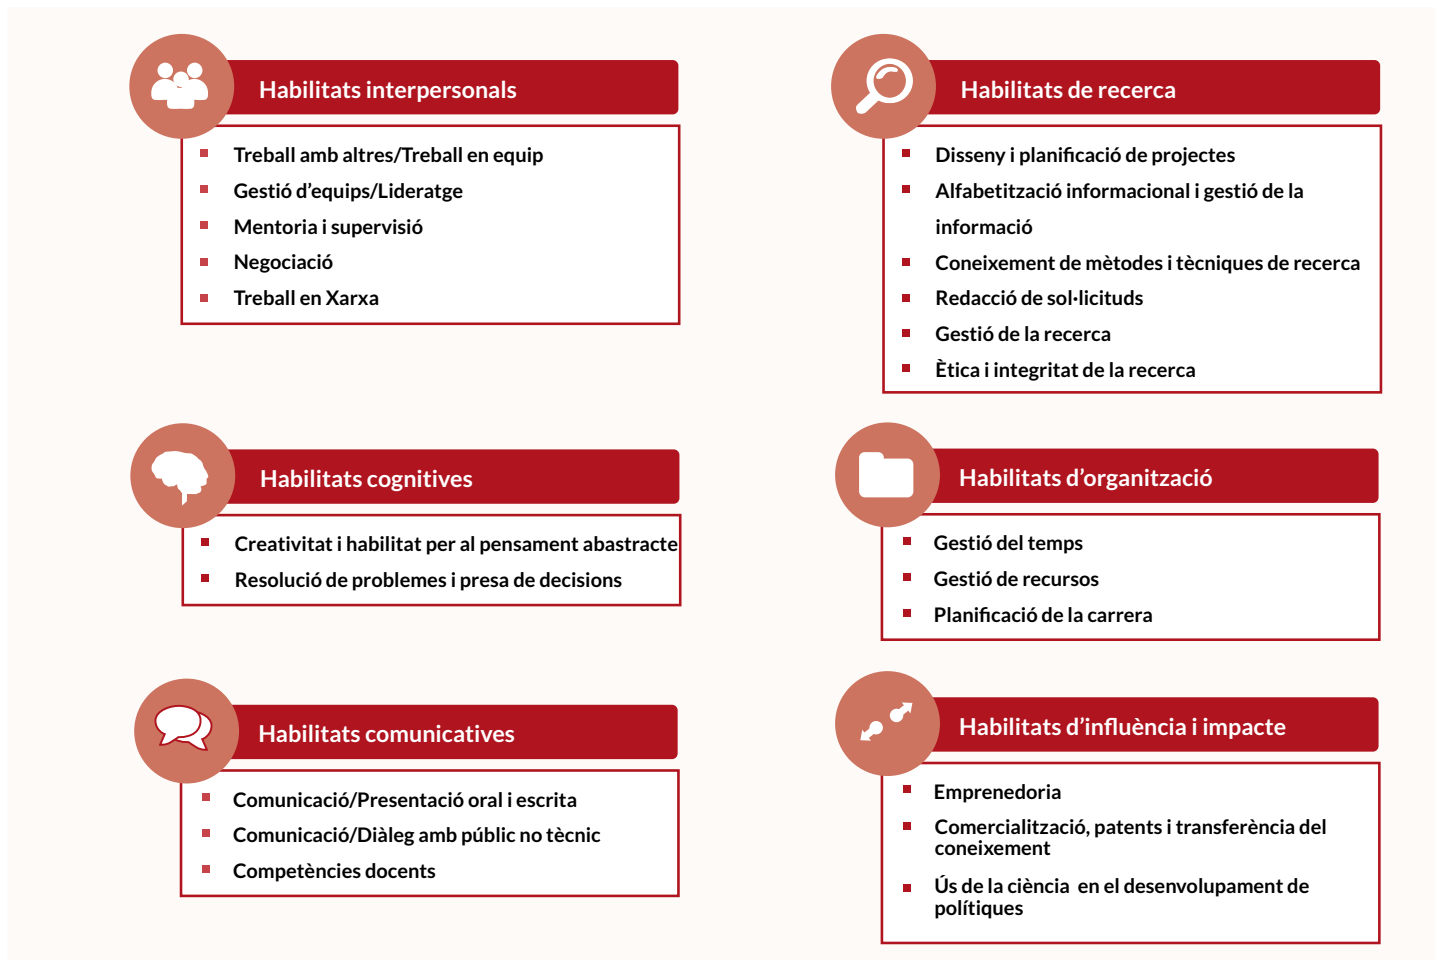 Habilitats interpersonals
Treball amb altres/Treball en equip
Gestió d’equips/Lideratge
Mentoria i supervisió
Negociació
Treball en Xarxa
Habilitats de recerca
Disseny i planificació de projectes
Alfabetització informacional i gestió de la
informació
Coneixement de mètodes i tècniques de recerca
Redacció de sol·licituds
Gestió de la recerca
Ètica i integritat de la recerca
Habilitats cognitives
Creativitat i habilitat per al pensament abastracte
Resolució de problemes i presa de decisions
Habilitats d’organització
Gestió del temps
Gestió de recursos
Planificació de la carrera
Habilitats comunicatives
Comunicació/Presentació oral i escrita
Comunicació/Diàleg amb públic no tècnic
Competències docents
Habilitats d’influència i impacte
Emprenedoria
Comercialització, patents i transferència del
coneixement
Ús de la ciència  en el desenvolupament de
polítiques